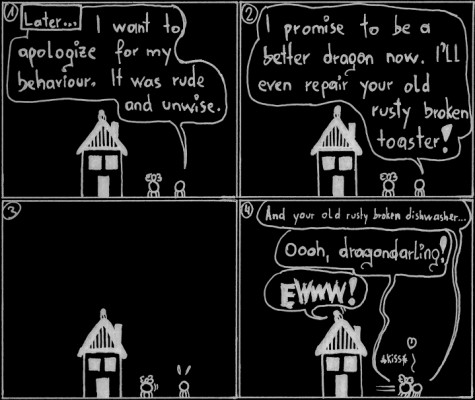 1
Later...
I want to
apologize for my
behaviour. It was rude
and unwise.
2
I promise to be a
better dragon now. I'll
even repair your old
rusty broken
toaster!
3
4
And your old rusty broken dishwasher...
Oooh, dragondarling!
EWWW!
*kiss*